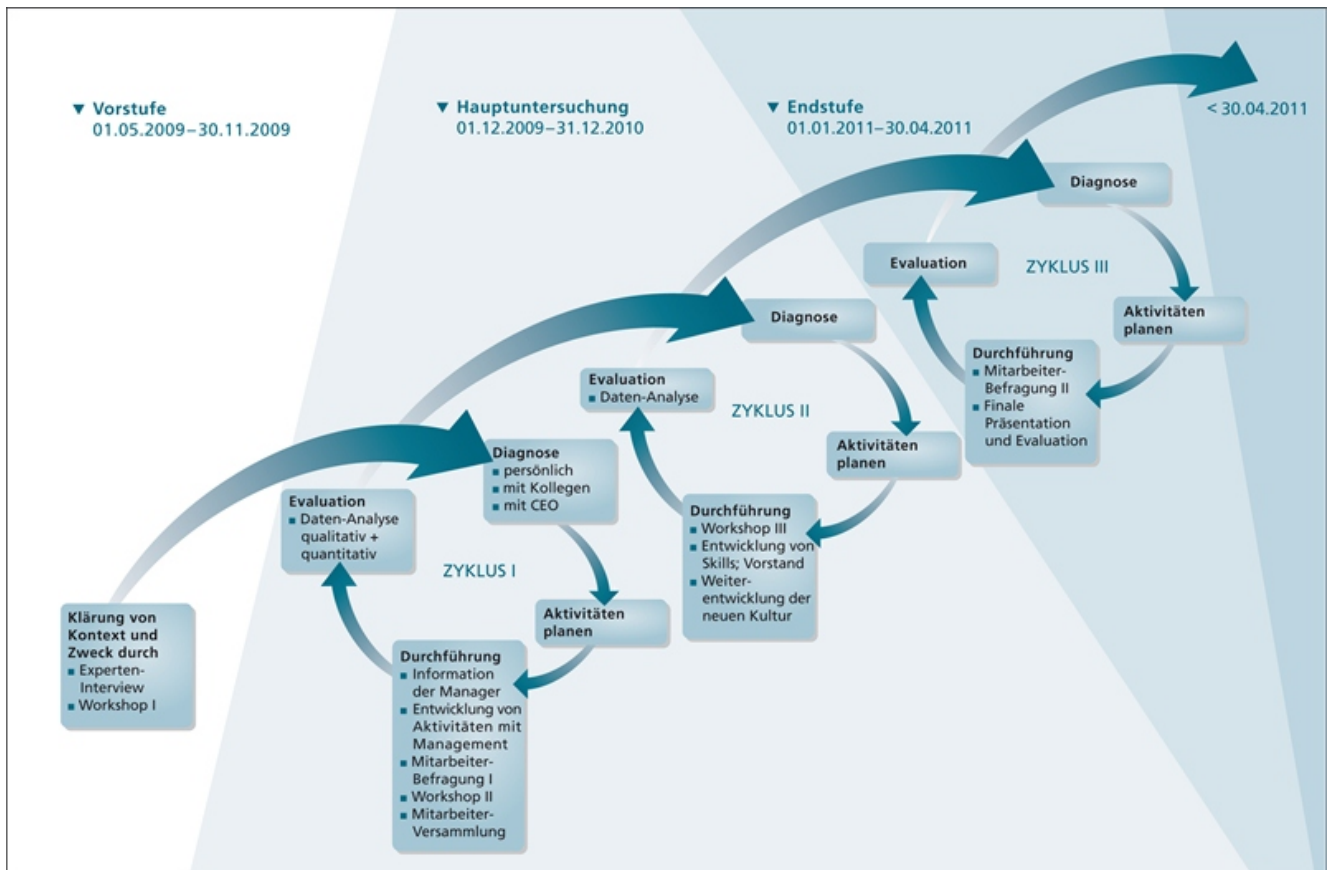 ▼ Vorstufe
01.05.2009–30.11.2009
▼ Hauptuntersuchung
01.12.2009–31.12.2010
▼ Endstufe
01.01.2011–30.04.2011
< 30.04.2011
Klärung von
Kontext und
Zweck durch
■ Experten-
Interview
■ Workshop I
ZYKLUS I
Diagnose
■ persönlich
■ mit Kollegen
■ mit CEO
Aktivitäten
planen
Durchführung
■ Information
der Manager
■ Entwicklung von
Aktivitäten mit
Management
■ Mitarbeiter-
Befragung I
■ Workshop II
■ Mitarbeiter-
Versammlung
Evaluation
■ Daten-Analyse
qualitativ +
quantitativ
ZYKLUS II
Diagnose
Aktivitäten
planen
Durchführung
■ Workshop III
■ Entwicklung von
Skills; Vorstand
■ Weiter-
entwicklung der
neuen Kultur
Evaluation
■ Daten-Analyse
ZYKLUS III
Diagnose
Aktivitäten
planen
Durchführung
■ Mitarbeiter-
Befragung II
■ Finale
Präsentation
und Evaluation
Evaluation